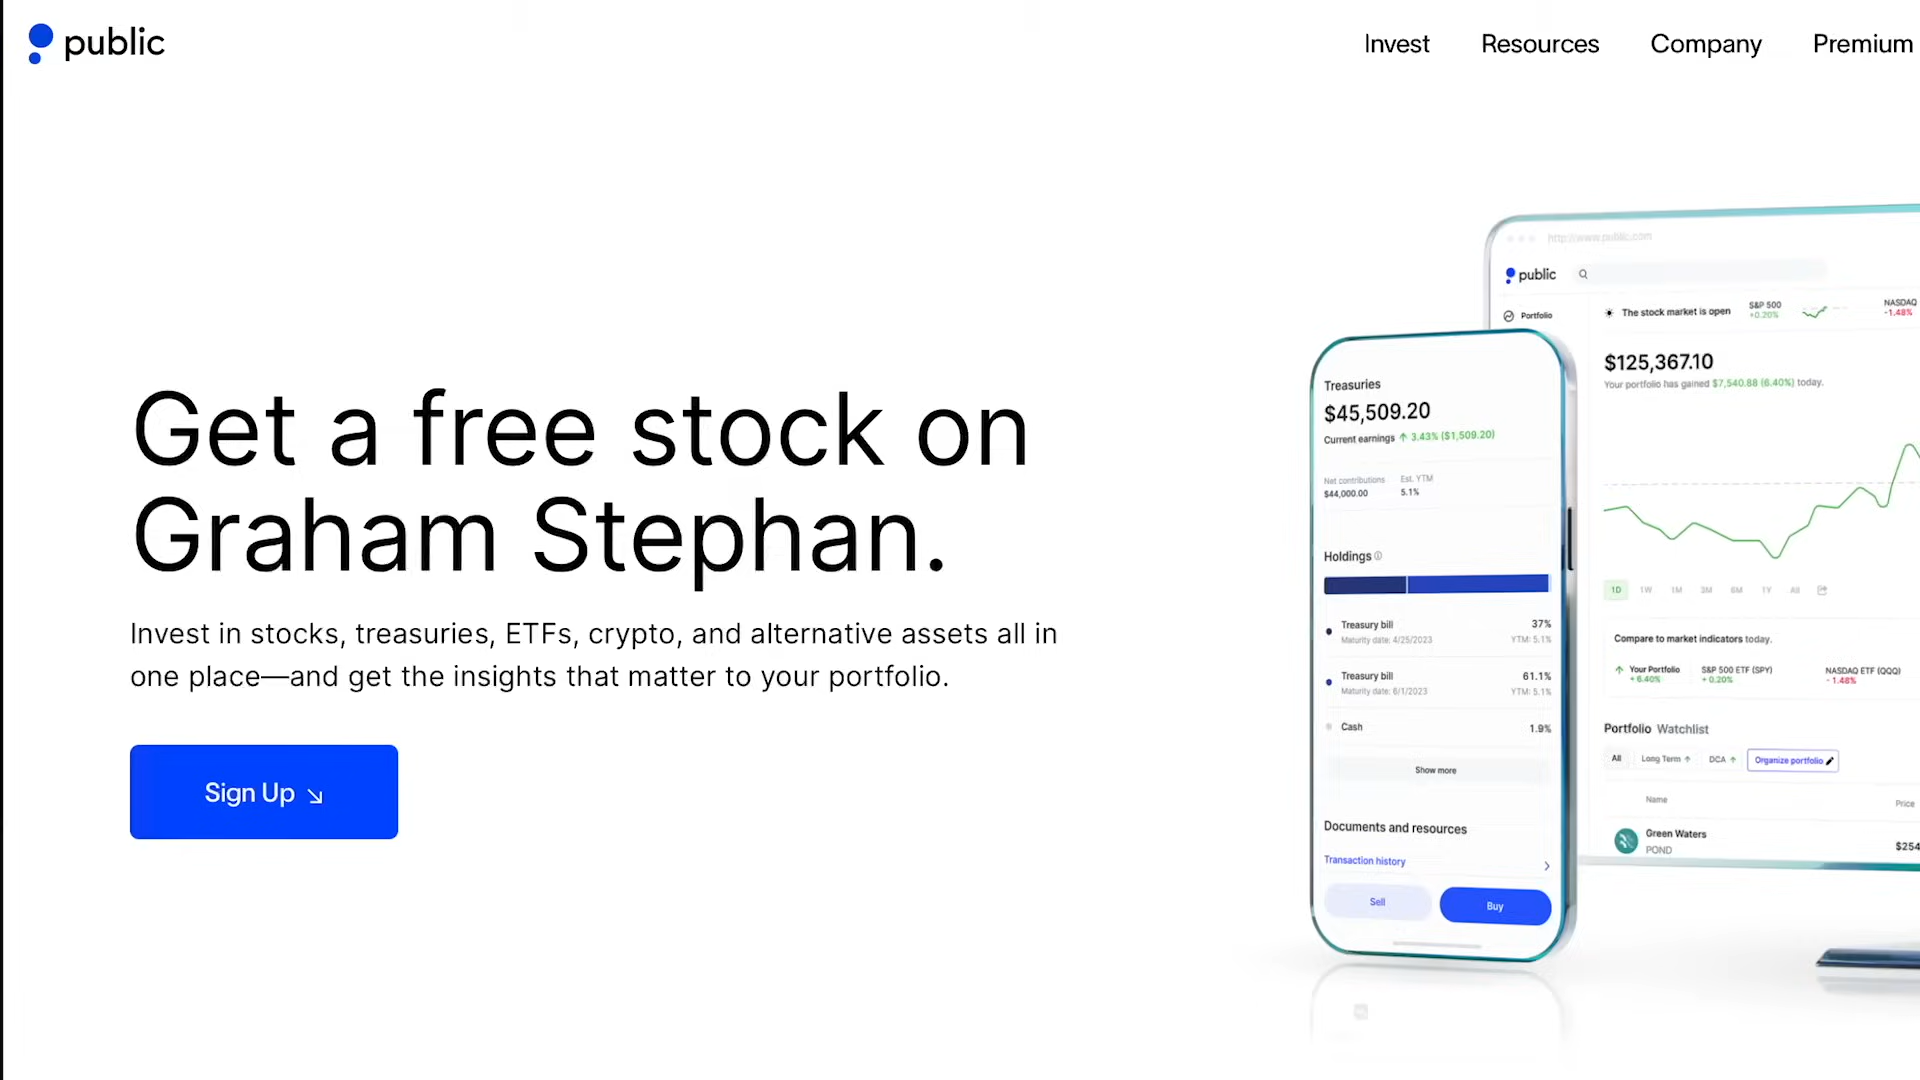 public
Invest Resources Company Premium
Get a free stock on
Graham Stephan.
Invest in stocks, treasuries, ETFs, crypto, and alternative assets all in
one place—and get the insights that matter to your portfolio.
Sign Up
Treasuries
$45,509.20
Current earnings 3.43% ($1,509.20)
Net contributions Est. YTM
$44,000.00 5.1%
Holdings
Treasury bill 37%
Maturity date: 4/25/2023 YTM: 5.1%
Treasury bill 61.1%
Maturity date: 6/1/2023 YTM: 5.1%
Cash 1.9%
Show more
Documents and resources
Transaction history
Sell Buy
http://www.public.com
public
Portfolio
The stock market is open
S&P 500
+0.20%
NASDAQ
-1.48%
$125,367.10
Your portfolio has gained $7,540.88 (6.40%) today.
1D 1W 1M 3M 6M 1Y All
Compare to market indicators today.
Your Portfolio S&P 500 ETF (SPY) NASDAQ ETF (QQQ)
+ 6.40% + 0.20% - 1.48%
Portfolio Watchlist
All Long Term DCA Organize portfolio
Name Price
Green Waters
POND
$254